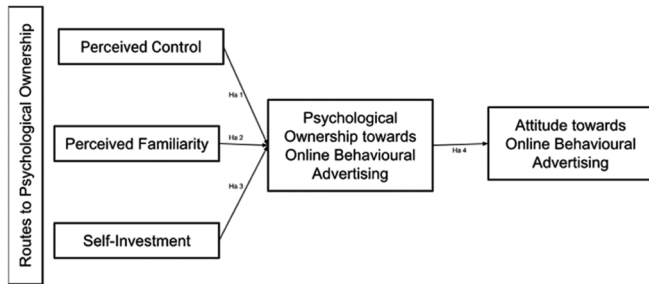 Routes to Psychological Ownership
Perceived Control
Ha 1
Perceived Familiarity
Ha 2
Self-Investment
Ha 3
Psychological
Ownership towards
Online Behavioural
Advertising
Ha 4
Attitude towards
Online Behavioural
Advertising